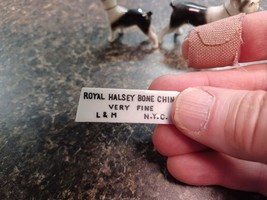 ROYAL HALSEY BONE CHIN
VERY FINE
L & M N.Y.C.